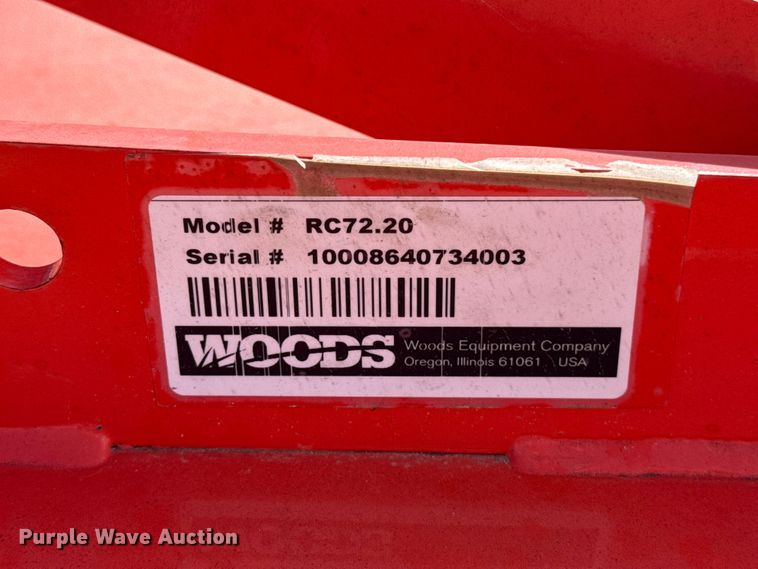 Model # RC72.20
Serial # 10008640734003
WOODS Woods Equipment Company
Oregon, Illinois 61061 USA
Purple Wave Auction